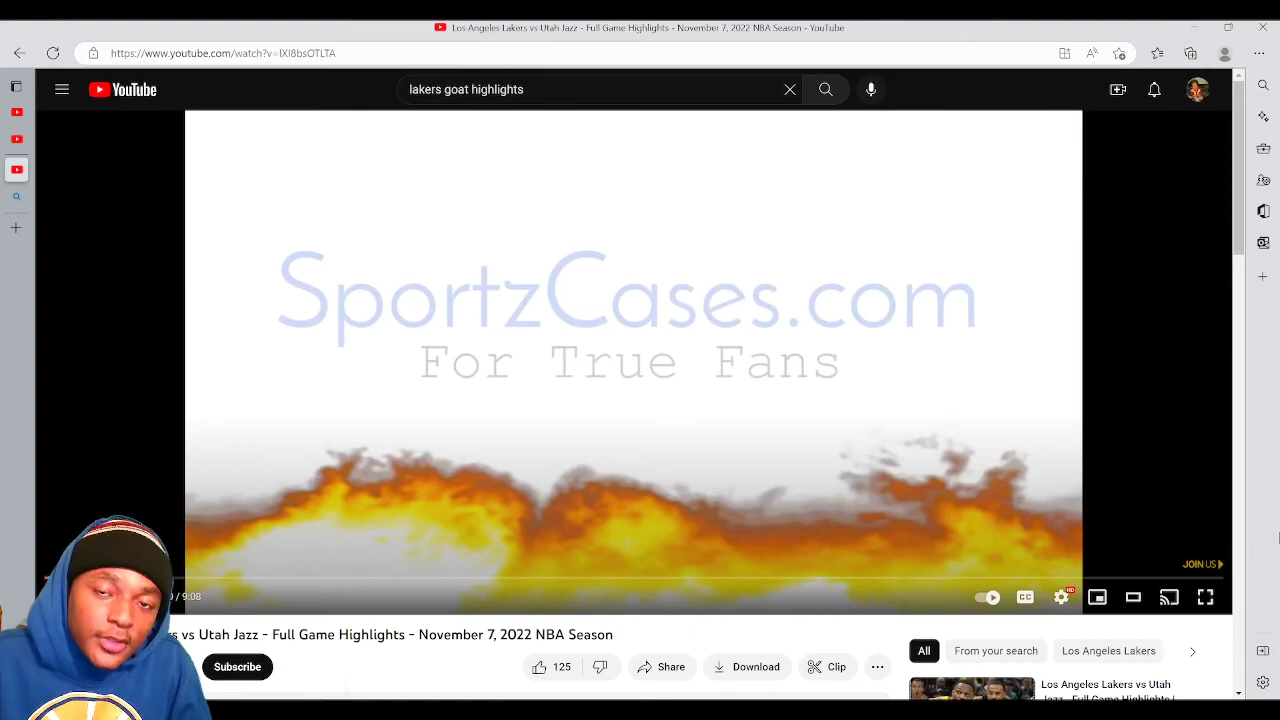 Los Angeles Lakers vs Utah Jazz - Full Game Highlights - November 7, 2022 NBA Season - YouTube
https://www.youtube.com/watch?v=lXl8bsOTLTA
YouTube
lakers goat highlights
SportzCases.com
For True Fans
JOIN US
/ 9:08
CC
HD
vs Utah Jazz - Full Game Highlights - November 7, 2022 NBA Season
Subscribe
125
Share
Download
Clip
All
From your search
Los Angeles Lakers
Los Angeles Lakers vs Utah
Jazz - Full Game Highlights |